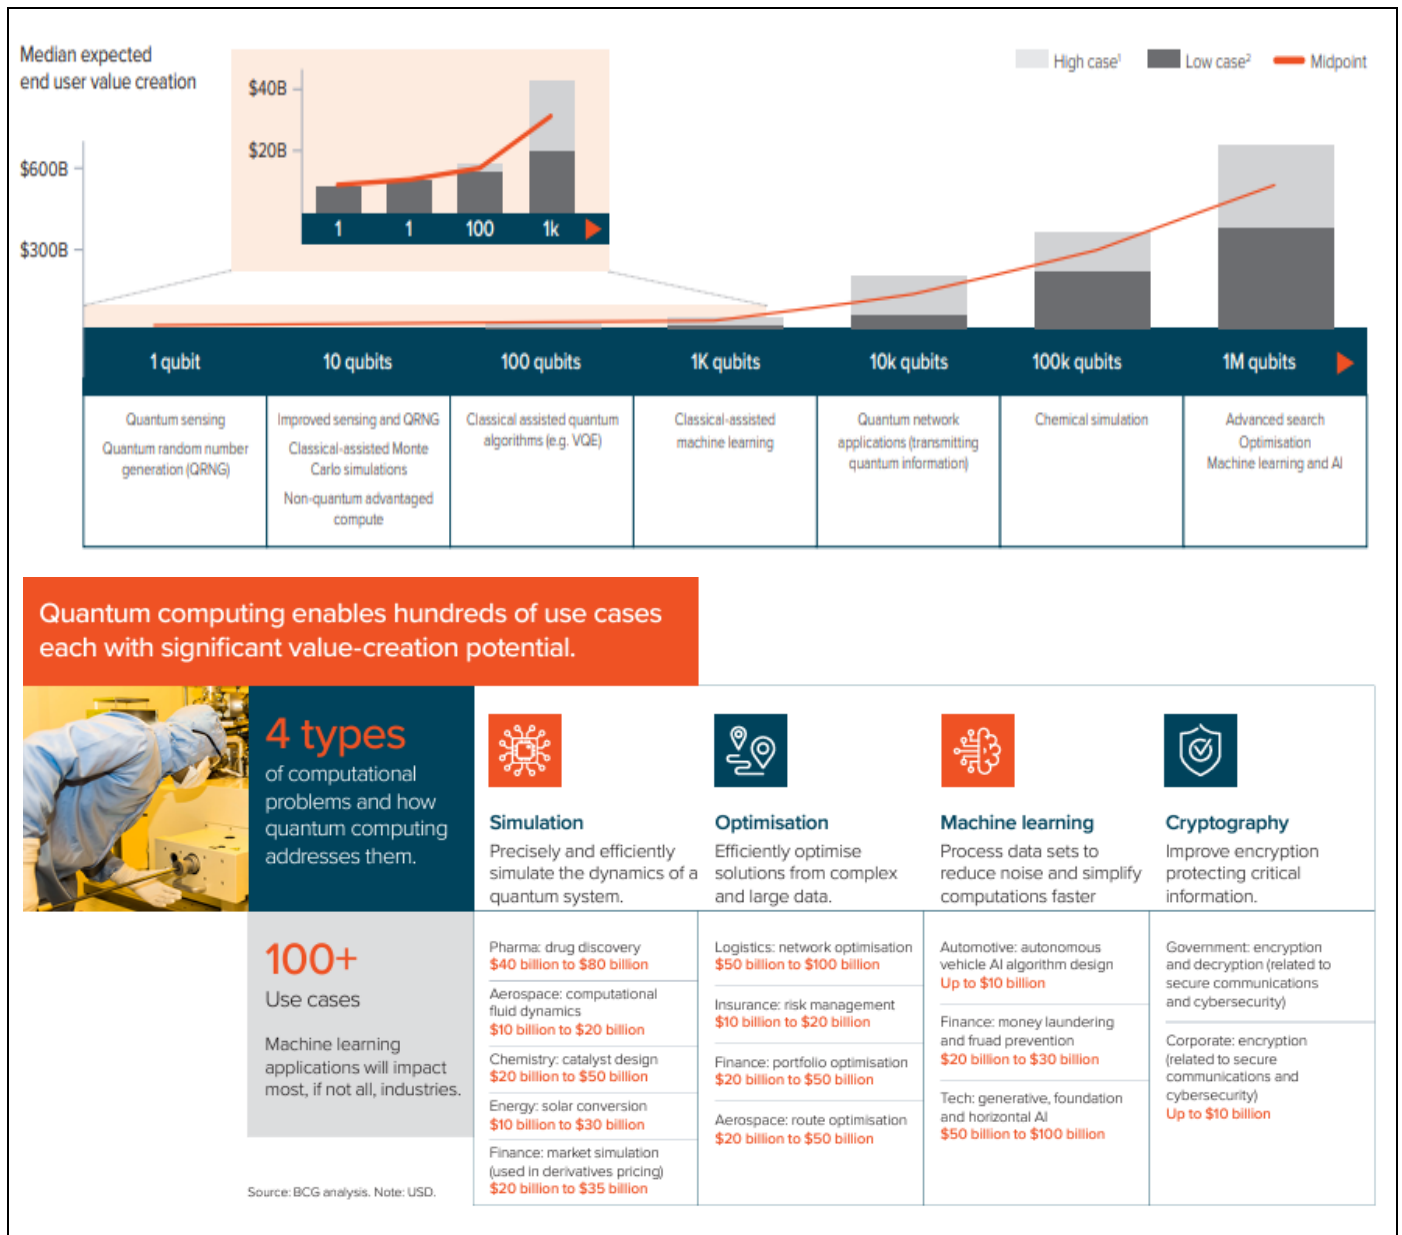 Median expected
end user value creation
High case¹
Low case²
Midpoint
$40B
$20B
1
1
100
1k
$600B
$300B
1 qubit
10 qubits
100 qubits
1K qubits
10k qubits
100k qubits
1M qubits
Quantum sensing
Quantum random number
generation (QRNG)
Improved sensing and QRNG
Classical-assisted Monte
Carlo simulations
Non-quantum advantaged
compute
Classical assisted quantum
algorithms (e.g. VQE)
Classical-assisted
machine learning
Quantum network
applications (transmitting
quantum information)
Chemical simulation
Advanced search
Optimisation
Machine learning and AI
Quantum computing enables hundreds of use cases
each with significant value-creation potential.
4 types
of computational
problems and how
quantum computing
addresses them.
Simulation
Precisely and efficiently
simulate the dynamics of a
quantum system.
Optimisation
Efficiently optimise
solutions from complex
and large data.
Machine learning
Process data sets to
reduce noise and simplify
computations faster
Cryptography
Improve encryption
protecting critical
information.
100+
Use cases
Machine learning
applications will impact
most, if not all, industries.
Pharma: drug discovery
$40 billion to $80 billion
Aerospace: computational
fluid dynamics
$10 billion to $20 billion
Chemistry: catalyst design
$20 billion to $50 billion
Energy: solar conversion
$10 billion to $30 billion
Finance: market simulation
(used in derivatives pricing)
$20 billion to $35 billion
Logistics: network optimisation
$50 billion to $100 billion
Insurance: risk management
$10 billion to $20 billion
Finance: portfolio optimisation
$20 billion to $50 billion
Aerospace: route optimisation
$20 billion to $50 billion
Automotive: autonomous
vehicle AI algorithm design
Up to $10 billion
Finance: money laundering
and fruad prevention
$20 billion to $30 billion
Tech: generative, foundation
and horizontal AI
$50 billion to $100 billion
Government: encryption
and decryption (related to
secure communications
and cybersecurity)
Corporate: encryption
(related to secure
communications and
cybersecurity)
Up to $10 billion
Source: BCG analysis. Note: USD.